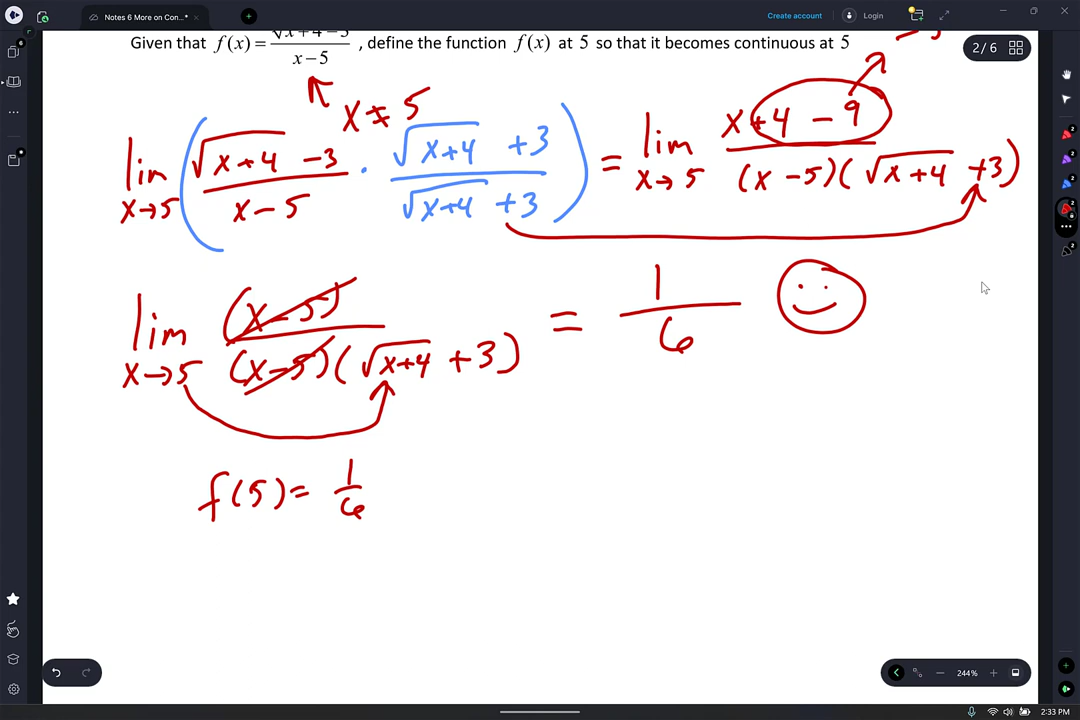 Notes 6 More on Con...*
Create account
Login
Given that f(x) = √x+4 −3 / x−5 , define the function f(x) at 5 so that it becomes continuous at 5
2/6
x ≠ 5
lim x→5 ( √x+4 −3 / x−5 · √x+4 +3 / √x+4 +3 ) = lim x→5 x+4 −9 / (x−5)(√x+4 +3)
lim x→5 (x−5) / (x−5)(√x+4 +3) = 1/6
f(5) = 1/6
244%
2:33 PM